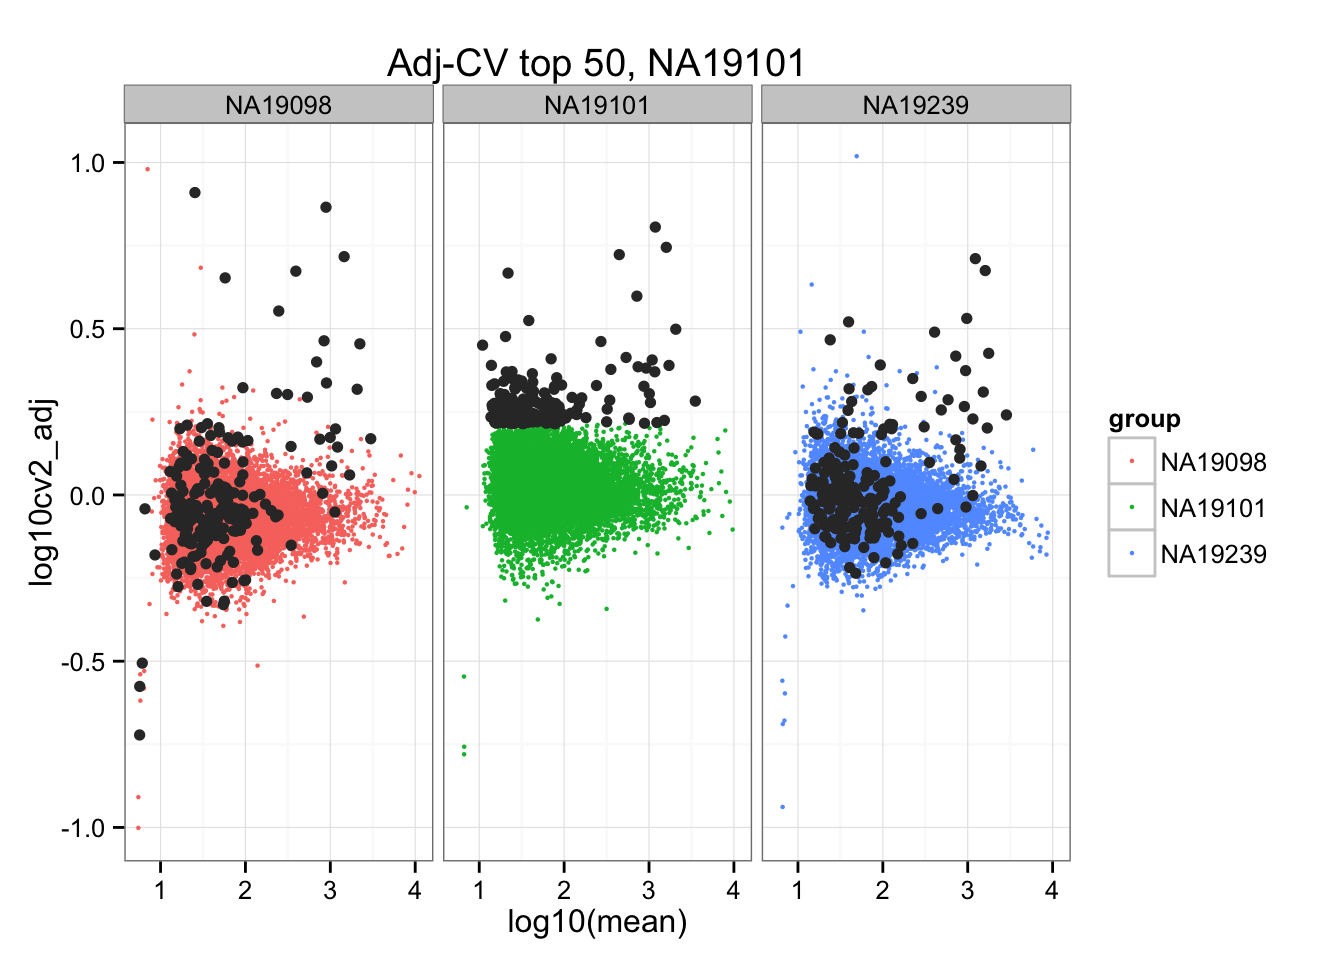 Adj-CV top 50, NA19101
NA19098 NA19101 NA19239
1.0
0.5
0.0
-0.5
-1.0
log10cv2_adj
1 2 3 4 1 2 3 4 1 2 3 4
log10(mean)
group
NA19098
NA19101
NA19239